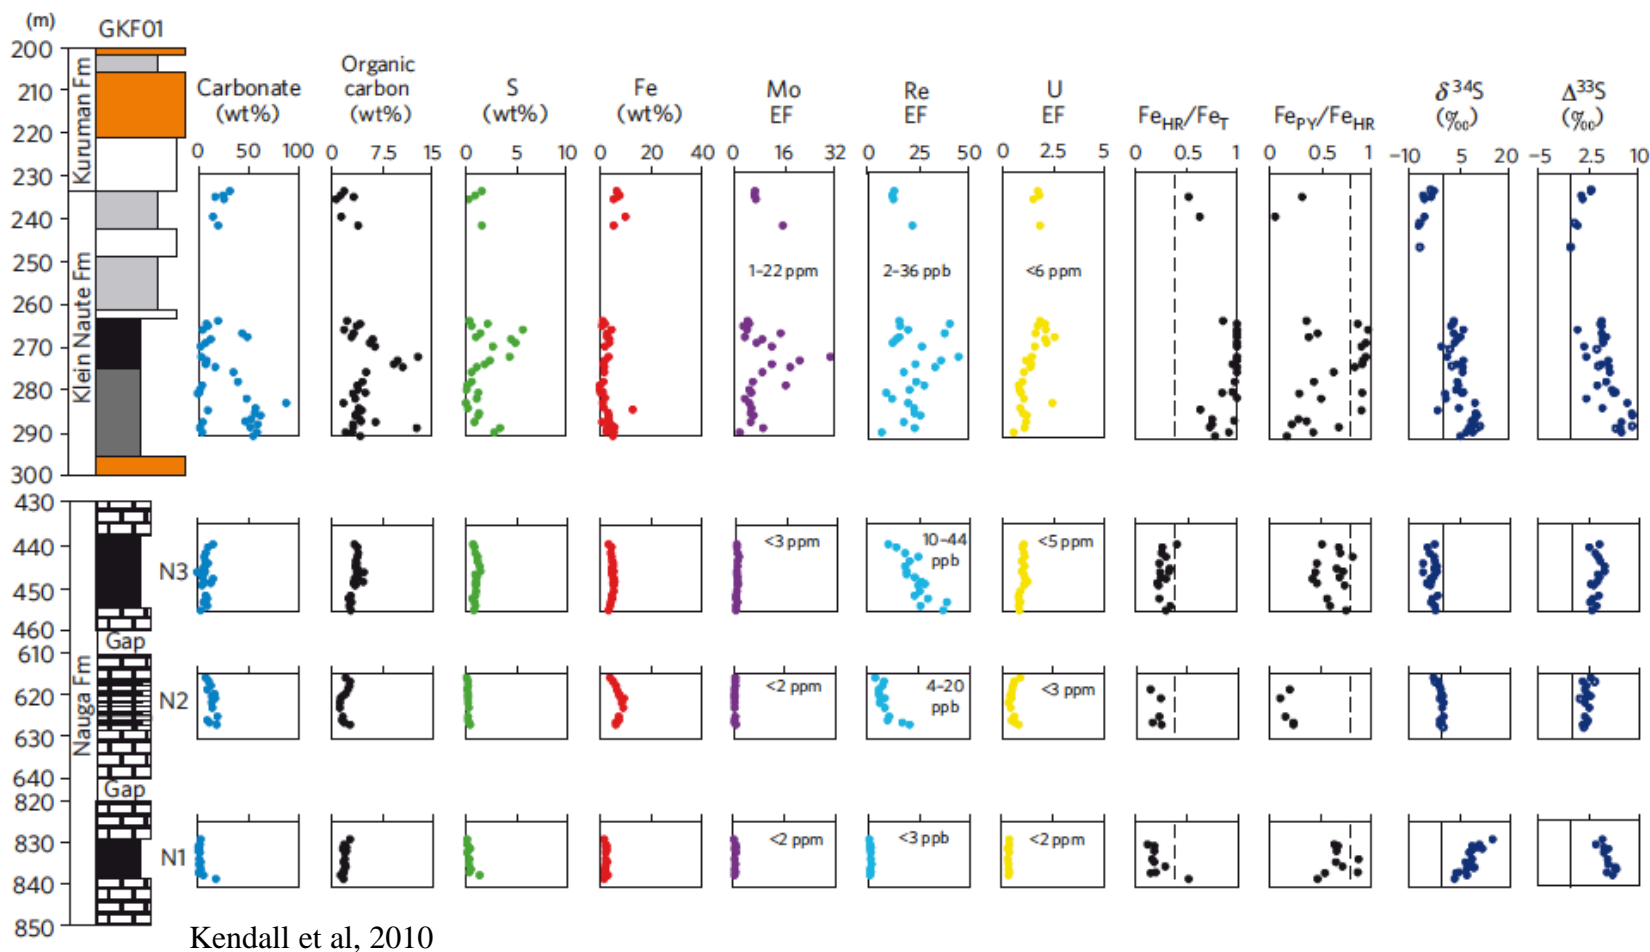 (m)
GKF01
200
210
220
230
240
250
260
270
280
290
300
430
440
450
460
610
620
630
640
820
830
840
850
Kuruman Fm
Klein Naute Fm
Nauga Fm
Gap
Gap
N3
N2
N1
Carbonate
(wt%)
0 50 100
Organic
carbon
(wt%)
0 7.5 15
S
(wt%)
0 5 10
Fe
(wt%)
0 20 40
Mo
EF
0 16 32
Re
EF
0 25 50
U
EF
0 2.5 5
FeHR/FeT
0 0.5 1
FePY/FeHR
0 0.5 1
δ34S
(‰)
−10 5 20
Δ33S
(‰)
−5 2.5 10
1–22 ppm
2–36 ppb
<6 ppm
<3 ppm
10–44
ppb
<5 ppm
<2 ppm
4–20
ppb
<3 ppm
<2 ppm
<3 ppb
<2 ppm
Kendall et al, 2010